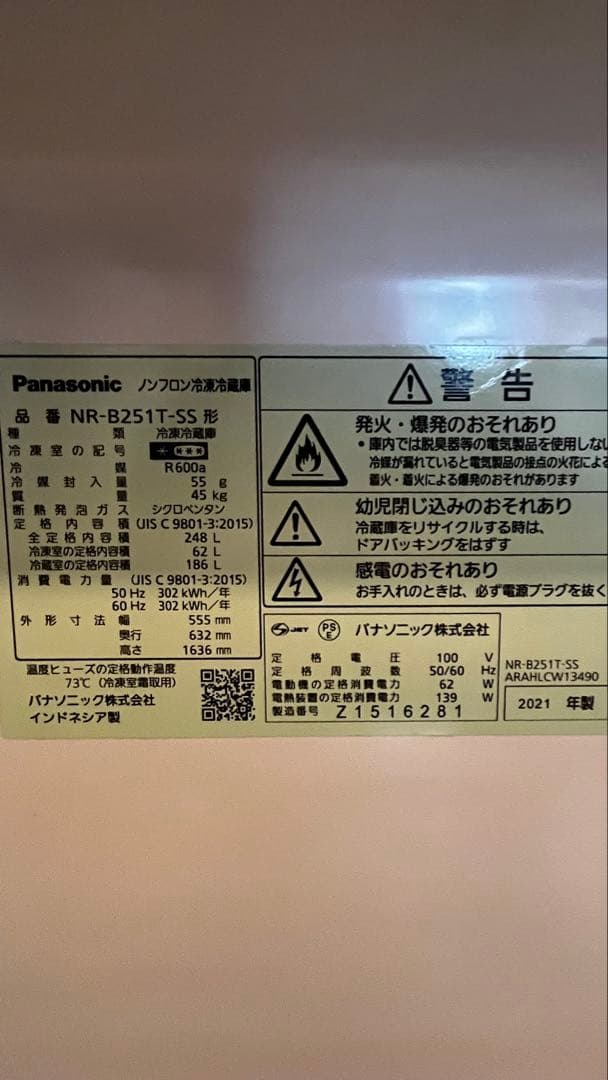 Panasonic ノンフロン冷凍冷蔵庫
品番 NR-B251T-SS 形
種類 冷凍冷蔵庫
冷凍室の記号
冷媒 R600a
冷媒封入量 55 g
質量 45 kg
断熱発泡ガス シクロペンタン
定格内容積 (JIS C 9801-3:2015)
全定格内容積 248 L
冷凍室の定格内容積 62 L
冷蔵室の定格内容積 186 L
消費電力量 (JIS C 9801-3:2015)
50 Hz 302 kWh/年
60 Hz 302 kWh/年
外形寸法 幅 555 mm
奥行 632 mm
高さ 1636 mm
温度ヒューズの定格動作温度
73℃ (冷凍室霜取用)
パナソニック株式会社
インドネシア製
警告
発火・爆発のおそれあり
• 庫内では脱臭器等の電気製品を使用しない
冷媒が漏れていると電気製品の接点の火花による
着火・着火による爆発のおそれがあります
幼児閉じ込みのおそれあり
冷蔵庫をリサイクルする時は、
ドアパッキングをはずす
感電のおそれあり
お手入れのときは、必ず電源プラグを抜く
JET PS E パナソニック株式会社
定格電圧 100 V
定格周波数 50/60 Hz
電動機の定格消費電力 62 W
電熱装置の定格消費電力 139 W
製造番号 Z1516281
NR-B251T-SS
ARAHLCW13490
2021 年製